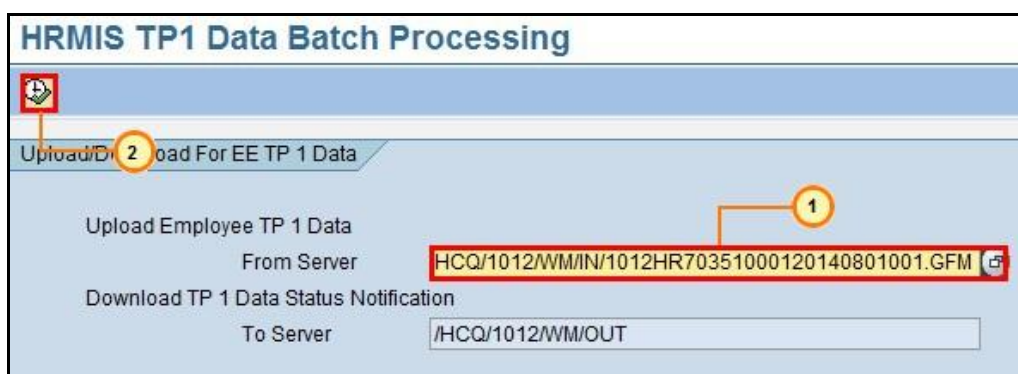 HRMIS TP1 Data Batch Processing
2
Upload/D oad For EE TP 1 Data
1
Upload Employee TP 1 Data
From Server HCQ/1012/WM/IN/1012HR70351000120140801001.GFM
Download TP 1 Data Status Notification
To Server /HCQ/1012/WM/OUT